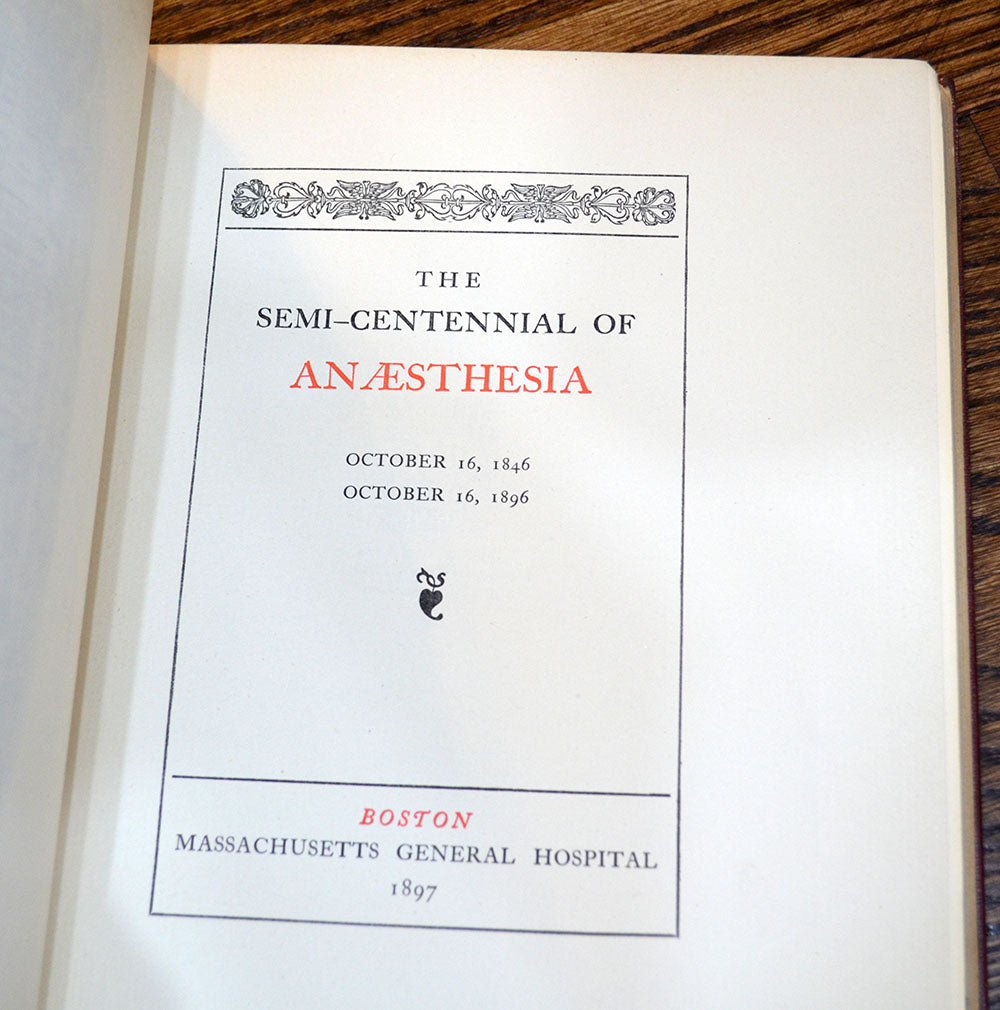 THE
SEMI–CENTENNIAL OF
ANÆSTHESIA
OCTOBER 16, 1846
OCTOBER 16, 1896
BOSTON
MASSACHUSETTS GENERAL HOSPITAL
1897